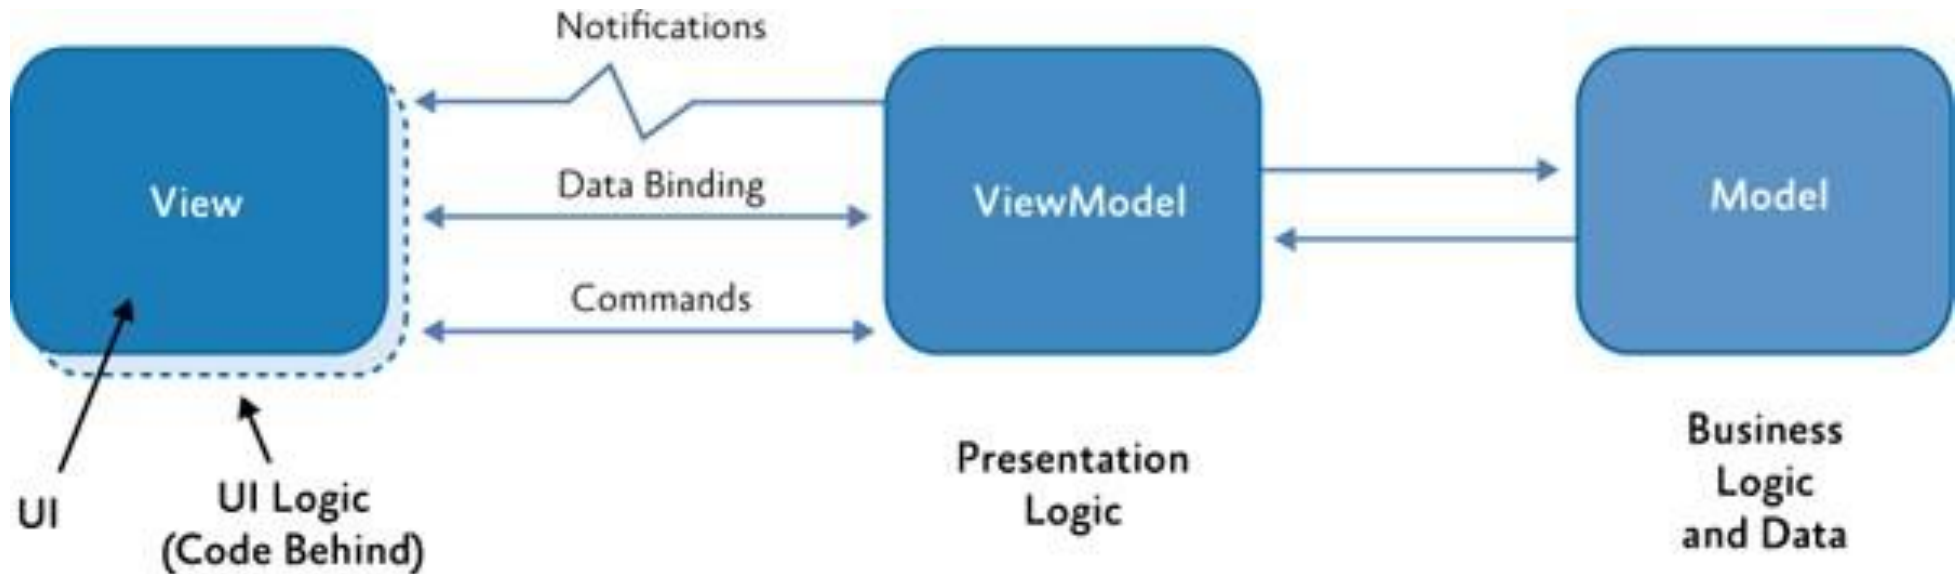 Notifications
View
Data Binding
ViewModel
Model
Commands
UI
UI Logic
(Code Behind)
Presentation
Logic
Business
Logic
and Data